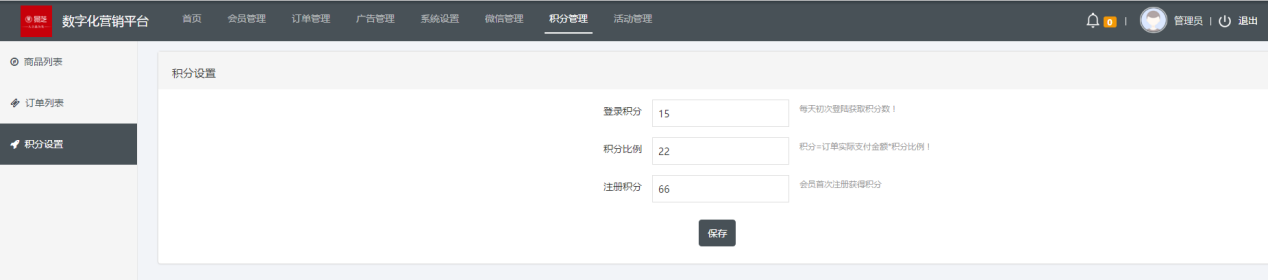 数字化营销平台 首页 会员管理 订单管理 广告管理 系统设置 微信管理 积分管理 活动管理 0 | 管理员 | 退出
商品列表
订单列表
积分设置
积分设置
登录积分 15 每天初次登陆获取积分数！
积分比例 22 积分=订单实际支付金额*积分比例！
注册积分 66 会员首次注册获得积分
保存